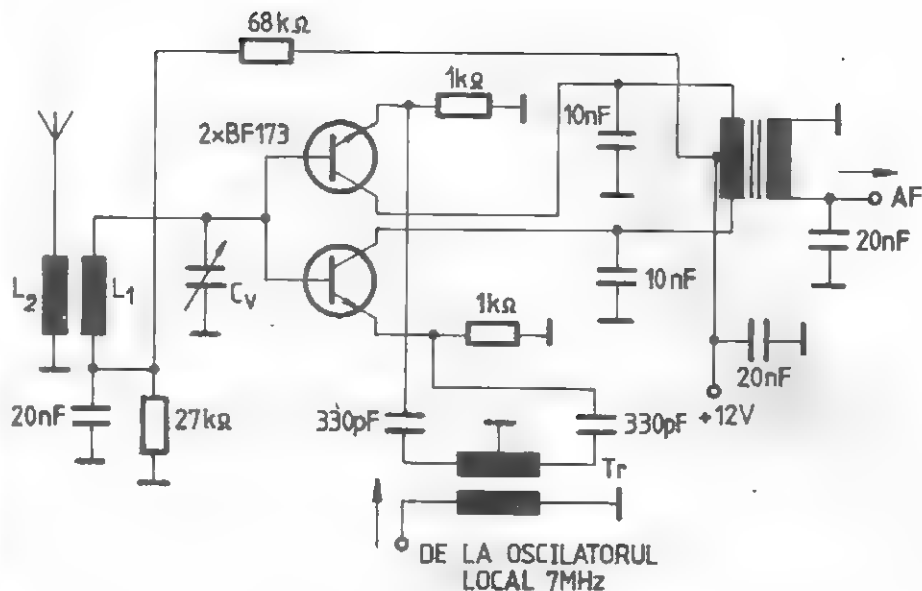 68kΩ
1kΩ
2×BF173
10nF
AF
20nF
L2
L1
Cv
10nF
1kΩ
20nF
27kΩ
330pF
330pF
20nF
+12V
Tr
DE LA OSCILATORUL
LOCAL 7MHz